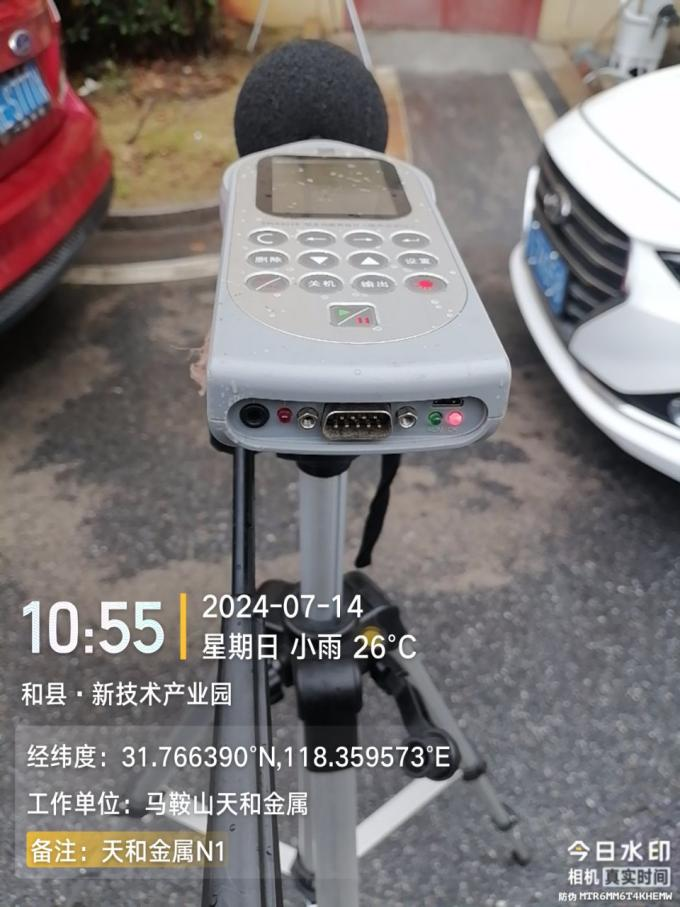 删除
设置
关机
输出
10:55
2024-07-14
星期日 小雨 26°C
和县·新技术产业园
经纬度：31.766390°N,118.359573°E
工作单位：马鞍山天和金属
备注：天和金属N1
今日水印
相机 真实时间
防伪 MTR6MM6T4KHEMW